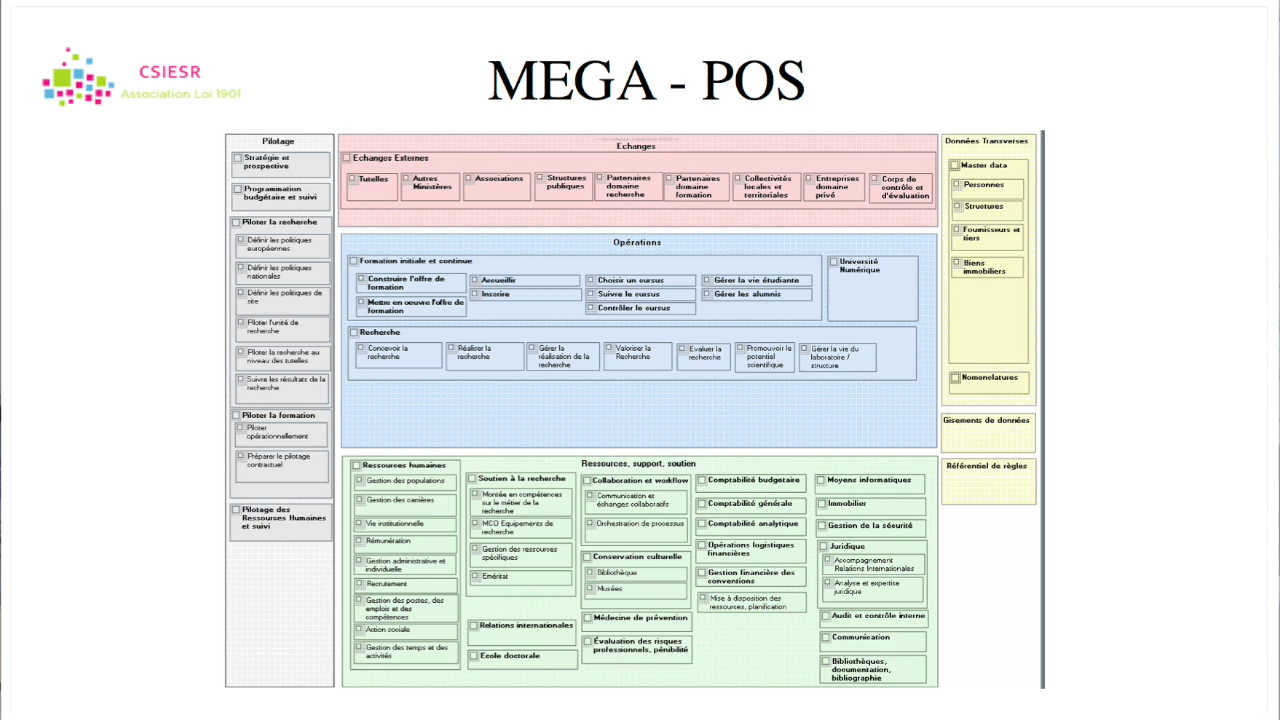 CSIESR
Association Loi 1901
MEGA - POS
Pilotage
Stratégie et
prospective
Programmation
budgétaire et suivi
Piloter la recherche
Définir les politiques
européennes
Définir les politiques
nationales
Définir les politiques de
site
Piloter l'unité de
recherche
Piloter la recherche au
niveau des tutelles
Suivre les résultats de la
recherche
Piloter la formation
Piloter
opérationnellement
Préparer le pilotage
contractuel
Pilotage des
Ressources Humaines
et suivi
Echanges
Echanges Externes
Tutelles
Autres
Ministères
Associations
Structures
publiques
Partenaires
domaine
recherche
Partenaires
domaine
formation
Collectivités
locales et
territoriales
Entreprises
domaine
privé
Corps de
contrôle et
d'évaluation
Opérations
Formation initiale et continue
Construire l'offre de
formation
Mettre en oeuvre l'offre de
formation
Accueillir
Inscrire
Choisir un cursus
Suivre le cursus
Contrôler le cursus
Gérer la vie étudiante
Gérer les alumnis
Université
Numérique
Recherche
Concevoir la
recherche
Réaliser la
recherche
Gérer la
réalisation de la
recherche
Valoriser la
Recherche
Evaluer la
recherche
Promouvoir le
potentiel
scientifique
Gérer la vie du
laboratoire /
structure
Ressources, support, soutien
Ressources humaines
Gestion des populations
Gestion des carrières
Vie institutionnelle
Rémunération
Gestion administrative et
individuelle
Recrutement
Gestion des postes, des
emplois et des
compétences
Action sociale
Gestion des temps et des
activités
Soutien à la recherche
Montée en compétences
sur le métier de la
recherche
MCO Equipements de
recherche
Gestion des ressources
spécifiques
Eméritat
Relations internationales
Ecole doctorale
Collaboration et workflow
Communication et
échanges collaboratifs
Orchestration de processus
Conservation culturelle
Bibliothèque
Musées
Médecine de prévention
Évaluation des risques
professionnels, pénibilité
Comptabilité budgetaire
Comptabilité générale
Comptabilité analytique
Opérations logistiques
financières
Gestion financière des
conventions
Mise à disposition des
ressources, planification
Moyens informatiques
Immobilier
Gestion de la sécurité
Juridique
Accompagnement
Relations Internationales
Analyse et expertise
juridique
Audit et contrôle interne
Communication
Bibliothèques,
documentation,
bibliographie
Données Transverses
Master data
Personnes
Structures
Fournisseurs et
tiers
Biens
immobiliers
Nomenclatures
Gisements de données
Référentiel de règles